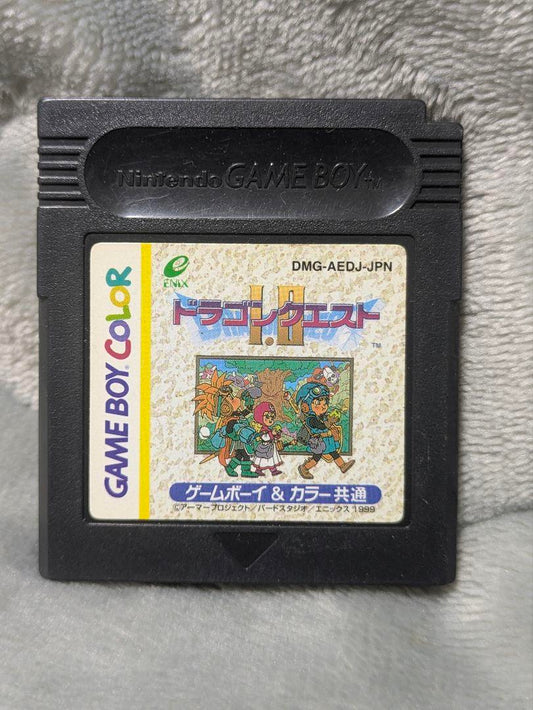 Nintendo GAME BOY TM
GAME BOY COLOR
ENIX
DMG-AEDJ-JPN
ドラゴンクエスト
I・II
TM
ゲームボーイ & カラー共通
©アーマープロジェクト/バードスタジオ/エニックス 1999